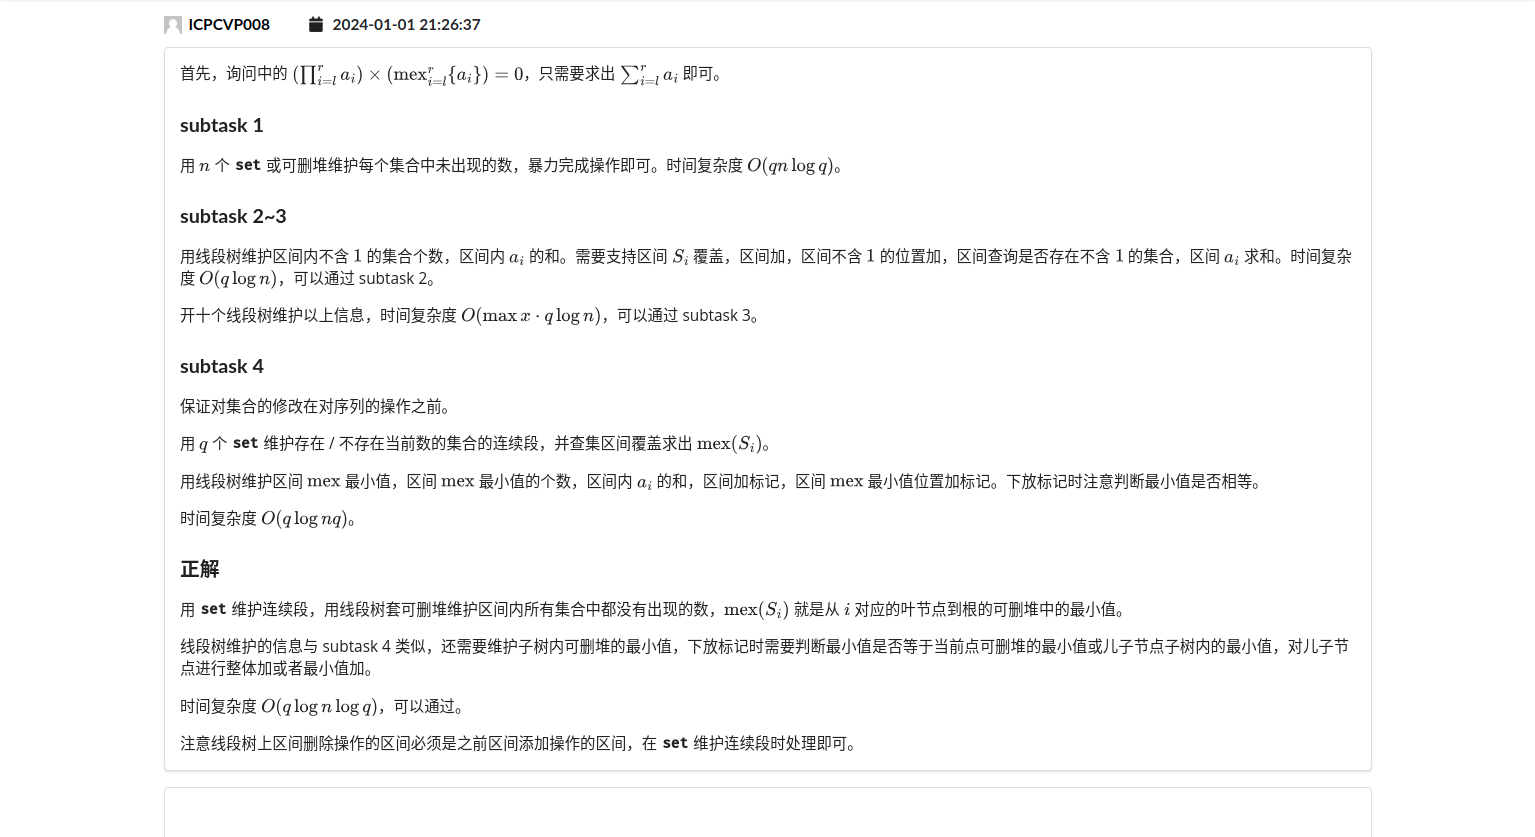 ICPCVP008 2024-01-01 21:26:37
首先，询问中的 (∏_{i=l}^{r} a_i) × (mex_{i=l}^{r}{a_i}) = 0，只需要求出 ∑_{i=l}^{r} a_i 即可。
subtask 1
用 n 个 set 或可删堆维护每个集合中未出现的数，暴力完成操作即可。时间复杂度 O(qn log q)。
subtask 2~3
用线段树维护区间内不含 1 的集合个数，区间内 a_i 的和。需要支持区间 S_i 覆盖，区间加，区间不含 1 的位置加，区间查询是否存在不含 1 的集合，区间 a_i 求和。时间复杂
度 O(q log n)，可以通过 subtask 2。
开十个线段树维护以上信息，时间复杂度 O(max x · q log n)，可以通过 subtask 3。
subtask 4
保证对集合的修改在对序列的操作之前。
用 q 个 set 维护存在 / 不存在当前数的集合的连续段，并查集区间覆盖求出 mex(S_i)。
用线段树维护区间 mex 最小值，区间 mex 最小值的个数，区间内 a_i 的和，区间加标记，区间 mex 最小值位置加标记。下放标记时注意判断最小值是否相等。
时间复杂度 O(q log nq)。
正解
用 set 维护连续段，用线段树套可删堆维护区间内所有集合中都没有出现的数，mex(S_i) 就是从 i 对应的叶节点到根的可删堆中的最小值。
线段树维护的信息与 subtask 4 类似，还需要维护子树内可删堆的最小值，下放标记时需要判断最小值是否等于当前点可删堆的最小值或儿子节点子树内的最小值，对儿子节
点进行整体加或者最小值加。
时间复杂度 O(q log n log q)，可以通过。
注意线段树上区间删除操作的区间必须是之前区间添加操作的区间，在 set 维护连续段时处理即可。